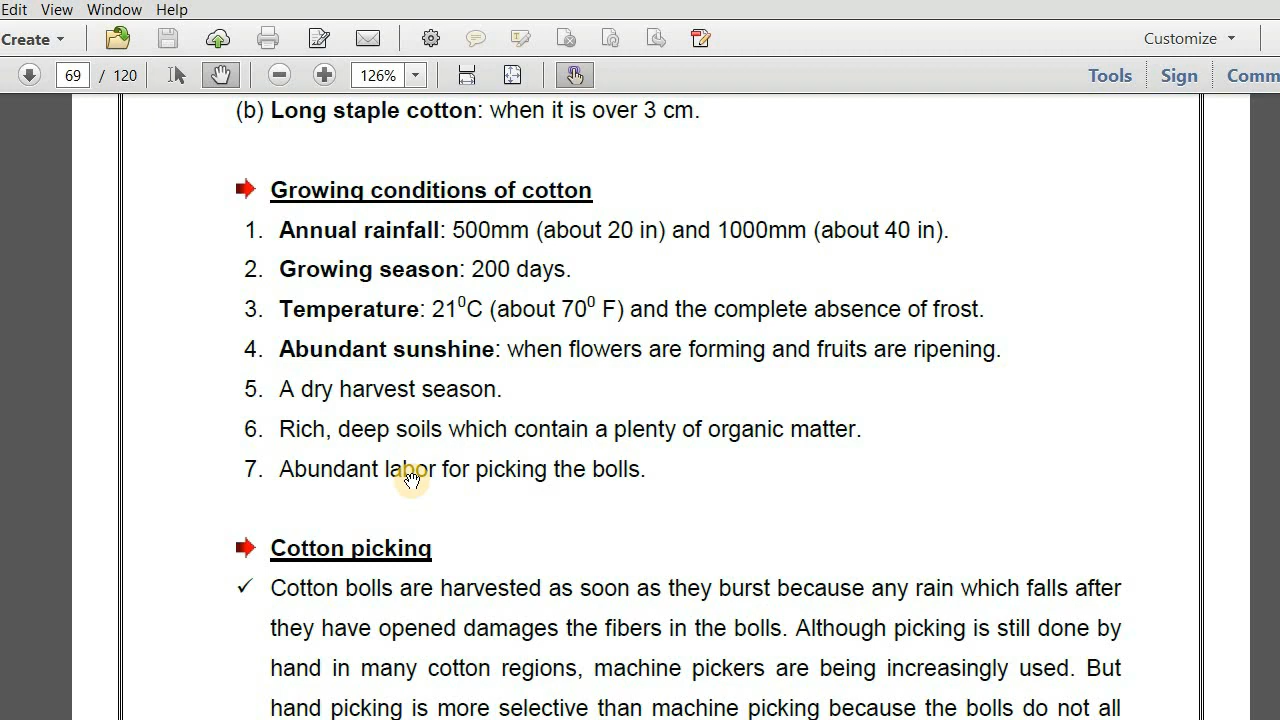 Edit View Window Help
Create Customize
69 / 120 126% Tools Sign Comm
(b) Long staple cotton: when it is over 3 cm.
Growing conditions of cotton
1. Annual rainfall: 500mm (about 20 in) and 1000mm (about 40 in).
2. Growing season: 200 days.
3. Temperature: 21⁰C (about 70⁰ F) and the complete absence of frost.
4. Abundant sunshine: when flowers are forming and fruits are ripening.
5. A dry harvest season.
6. Rich, deep soils which contain a plenty of organic matter.
7. Abundant labor for picking the bolls.
Cotton picking
✓ Cotton bolls are harvested as soon as they burst because any rain which falls after
they have opened damages the fibers in the bolls. Although picking is still done by
hand in many cotton regions, machine pickers are being increasingly used. But
hand picking is more selective than machine picking because the bolls do not all